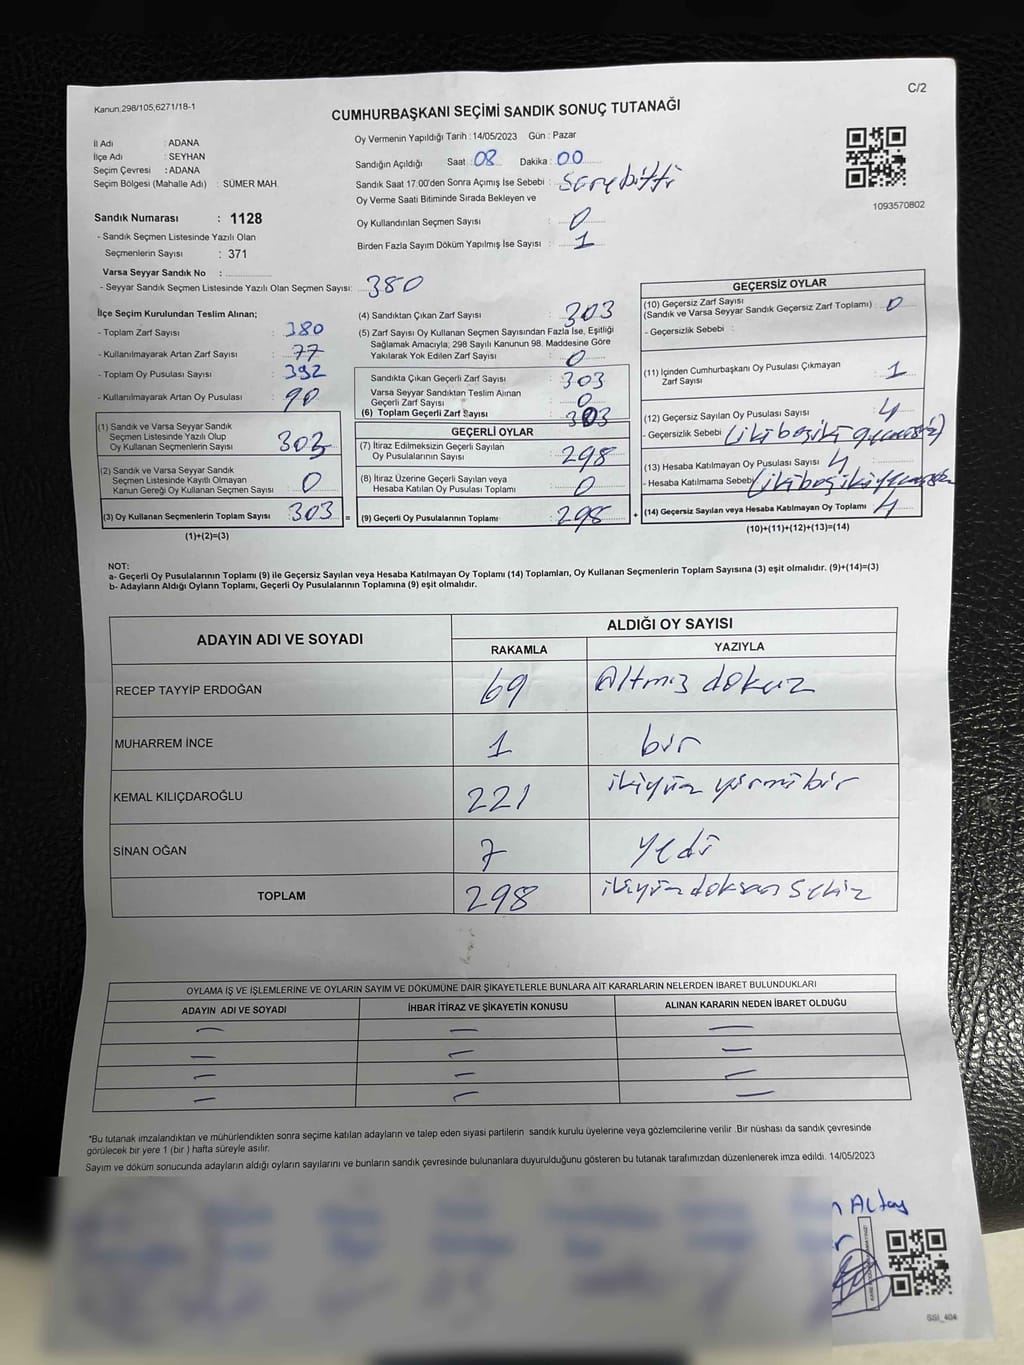 Kanun,298/105,6271/18-1
C/2
CUMHURBAŞKANI SEÇİMİ SANDIK SONUÇ TUTANAĞI
İl Adı : ADANA
İlçe Adı : SEYHAN
Seçim Çevresi : ADANA
Seçim Bölgesi (Mahalle Adı) : SÜMER MAH.
Sandık Numarası : 1128
- Sandık Seçmen Listesinde Yazılı Olan
Seçmenlerin Sayısı : 371
Varsa Seyyar Sandık No :
- Seyyar Sandık Seçmen Listesinde Yazılı Olan Seçmen Sayısı: 380
Oy Vermenin Yapıldığı Tarih : 14/05/2023 Gün : Pazar
Sandığın Açıldığı Saat : 08 Dakika : 00
Sandık Saat 17:00'den Sonra Açımış İse Sebebi : Süre bitti
Oy Verme Saati Bitiminde Sırada Bekleyen ve
Oy Kullandırılan Seçmen Sayısı : 0
Birden Fazla Sayım Döküm Yapılmış İse Sayısı : 1
1093570802
İlçe Seçim Kurulundan Teslim Alınan;
- Toplam Zarf Sayısı : 380
- Kullanılmayarak Artan Zarf Sayısı : 77
- Toplam Oy Pusulası Sayısı : 392
- Kullanılmayarak Artan Oy Pusulası : 90
(1) Sandık ve Varsa Seyyar Sandık
Seçmen Listesinde Yazılı Olup
Oy Kullanan Seçmenlerin Sayısı : 303
(2) Sandık ve Varsa Seyyar Sandık
Seçmen Listesinde Kayıtlı Olmayan
Kanun Gereği Oy Kullanan Seçmen Sayısı : 0
(3) Oy Kullanan Seçmenlerin Toplam Sayısı : 303 =
(1)+(2)=(3)
(4) Sandıktan Çıkan Zarf Sayısı : 303
(5) Zarf Sayısı Oy Kullanan Seçmen Sayısından Fazla İse, Eşitliği
Sağlamak Amacıyla; 298 Sayılı Kanunun 98. Maddesine Göre
Yakılarak Yok Edilen Zarf Sayısı : 0
Sandıkta Çıkan Geçerli Zarf Sayısı : 303
Varsa Seyyar Sandıktan Teslim Alınan
Geçerli Zarf Sayısı : 0
(6) Toplam Geçerli Zarf Sayısı : 303
GEÇERLİ OYLAR
(7) İtiraz Edilmeksizin Geçerli Sayılan
Oy Pusulalarının Sayısı : 298
(8) İtiraz Üzerine Geçerli Sayılan veya
Hesaba Katılan Oy Pusulası Toplamı : 0
(9) Geçerli Oy Pusulalarının Toplamı : 298 +
GEÇERSİZ OYLAR
(10) Geçersiz Zarf Sayısı
(Sandık ve Varsa Seyyar Sandık Geçersiz Zarf Toplamı) : 0
- Geçersizlik Sebebi :
(11) İçinden Cumhurbaşkanı Oy Pusulası Çıkmayan
Zarf Sayısı : 1
(12) Geçersiz Sayılan Oy Pusulası Sayısı : 4
- Geçersizlik Sebebi (iki boş iki geçersiz)
(13) Hesaba Katılmayan Oy Pusulası Sayısı 4
- Hesaba Katılmama Sebebi (iki boş iki geçersiz
(14) Geçersiz Sayılan veya Hesaba Katılmayan Oy Toplamı 4
(10)+(11)+(12)+(13)=(14)
NOT:
a- Geçerli Oy Pusulalarının Toplamı (9) ile Geçersiz Sayılan veya Hesaba Katılmayan Oy Toplamı (14) Toplamları, Oy Kullanan Seçmenlerin Toplam Sayısına (3) eşit olmalıdır. (9)+(14)=(3)
b- Adayların Aldığı Oyların Toplamı, Geçerli Oy Pusulalarının Toplamına (9) eşit olmalıdır.
ADAYIN ADI VE SOYADI
ALDIĞI OY SAYISI
RAKAMLA YAZIYLA
RECEP TAYYİP ERDOĞAN 69 Altmış dokuz
MUHARREM İNCE 1 bir
KEMAL KILIÇDAROĞLU 221 ikiyüz yirmi bir
SİNAN OĞAN 7 yedi
TOPLAM 298 ikiyüz doksan sekiz
OYLAMA İŞ VE İŞLEMLERİNE VE OYLARIN SAYIM VE DÖKÜMÜNE DAİR ŞİKAYETLERLE BUNLARA AİT KARARLARIN NELERDEN İBARET BULUNDUKLARI
ADAYIN ADI VE SOYADI İHBAR İTİRAZ VE ŞİKAYETİN KONUSU ALINAN KARARIN NEDEN İBARET OLDUĞU
— — —
— — —
— — —
— — —
*Bu tutanak imzalandıktan ve mühürlendikten sonra seçime katılan adayların ve talep eden siyasi partilerin sandık kurulu üyelerine veya gözlemcilerine verilir .Bir nüshası da sandık çevresinde
görülecek bir yere 1 (bir ) hafta süreyle asılır.
Sayım ve döküm sonucunda adayların aldığı oyların sayılarını ve bunların sandık çevresinde bulunanlara duyurulduğunu gösteren bu tutanak tarafımızdan düzenlenerek imza edildi. 14/05/2023
Altay
SSI_404